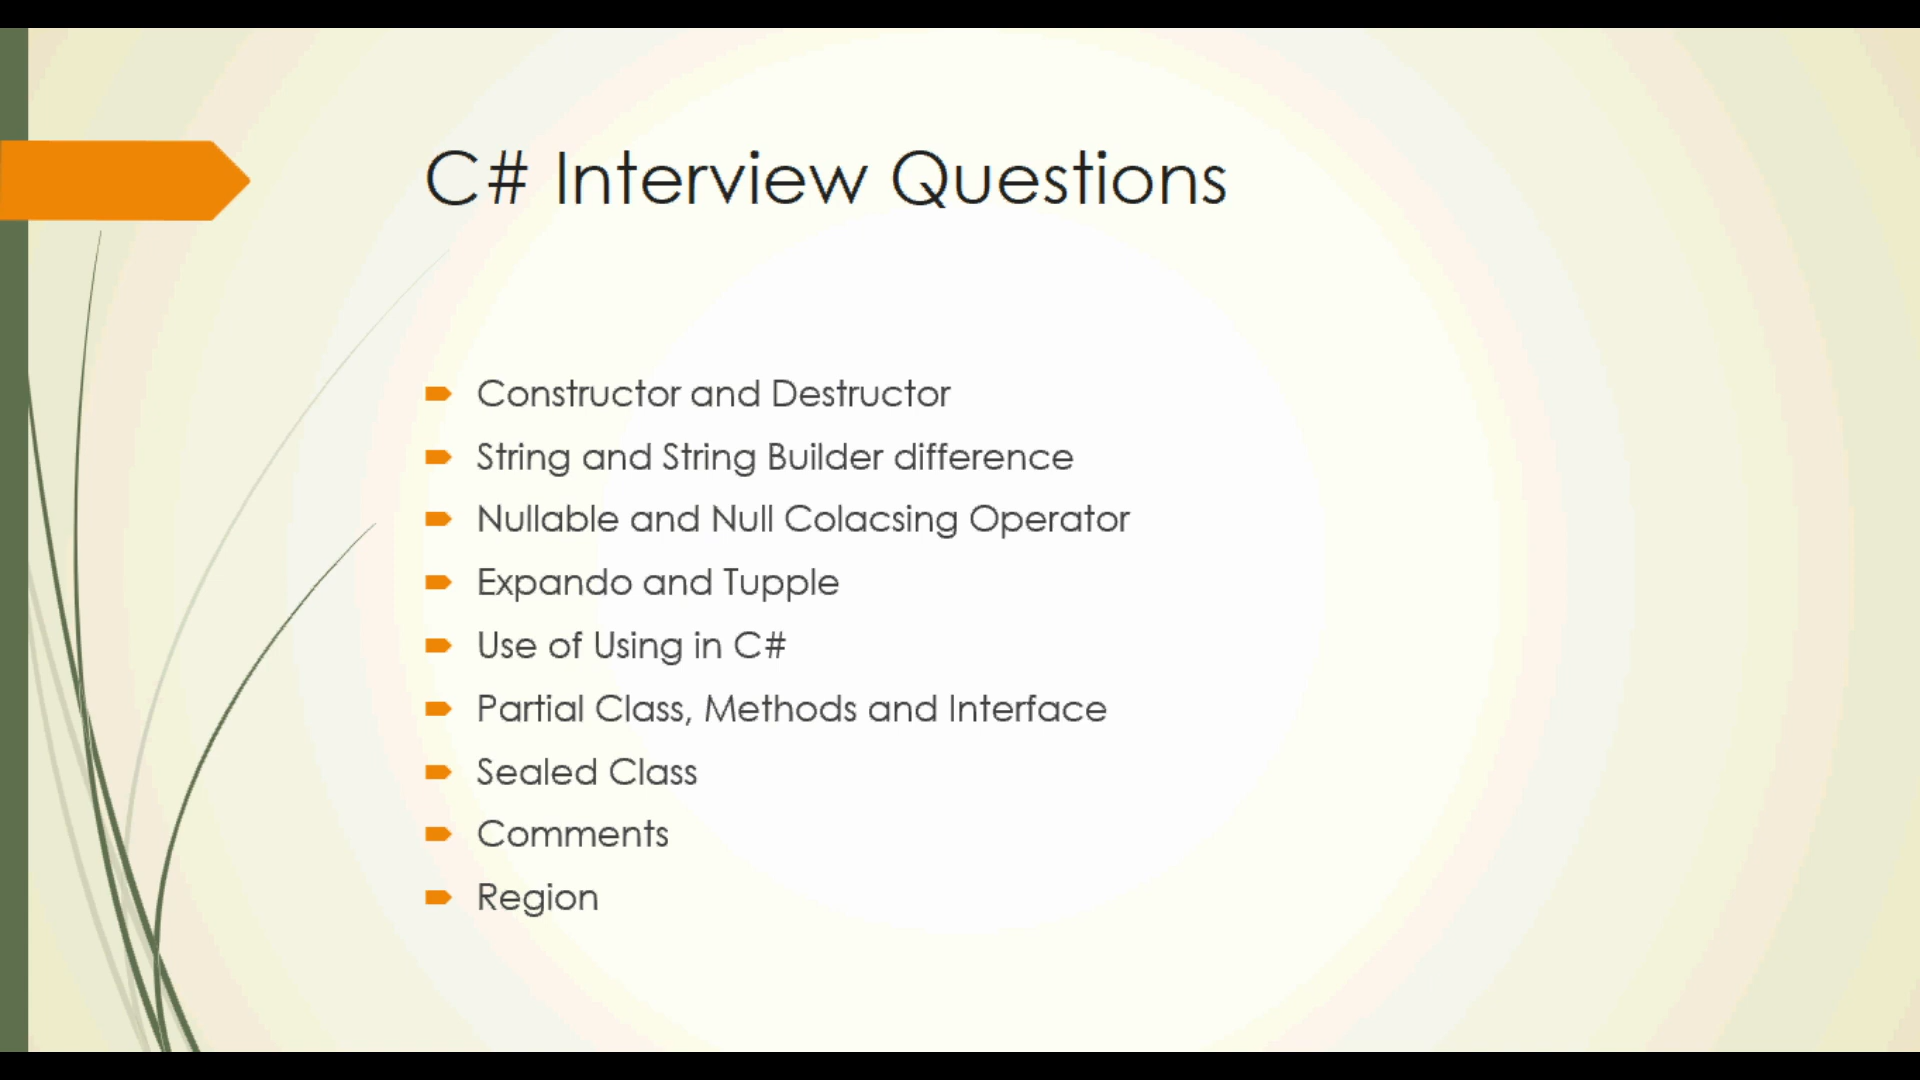 C# Interview Questions
Constructor and Destructor
String and String Builder difference
Nullable and Null Colacsing Operator
Expando and Tupple
Use of Using in C#
Partial Class, Methods and Interface
Sealed Class
Comments
Region